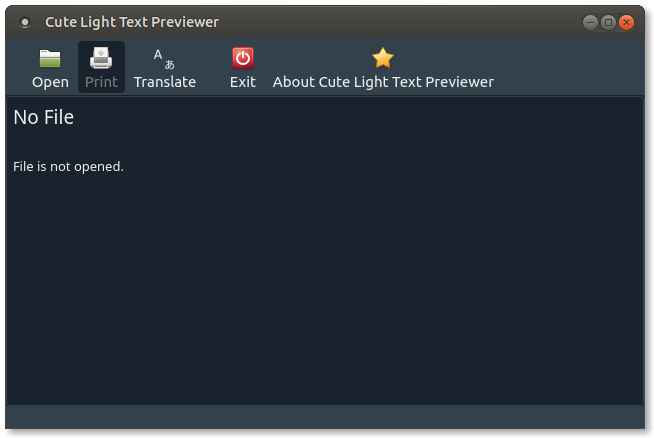 Cute Light Text Previewer
Open Print Translate Exit About Cute Light Text Previewer
No File
File is not opened.